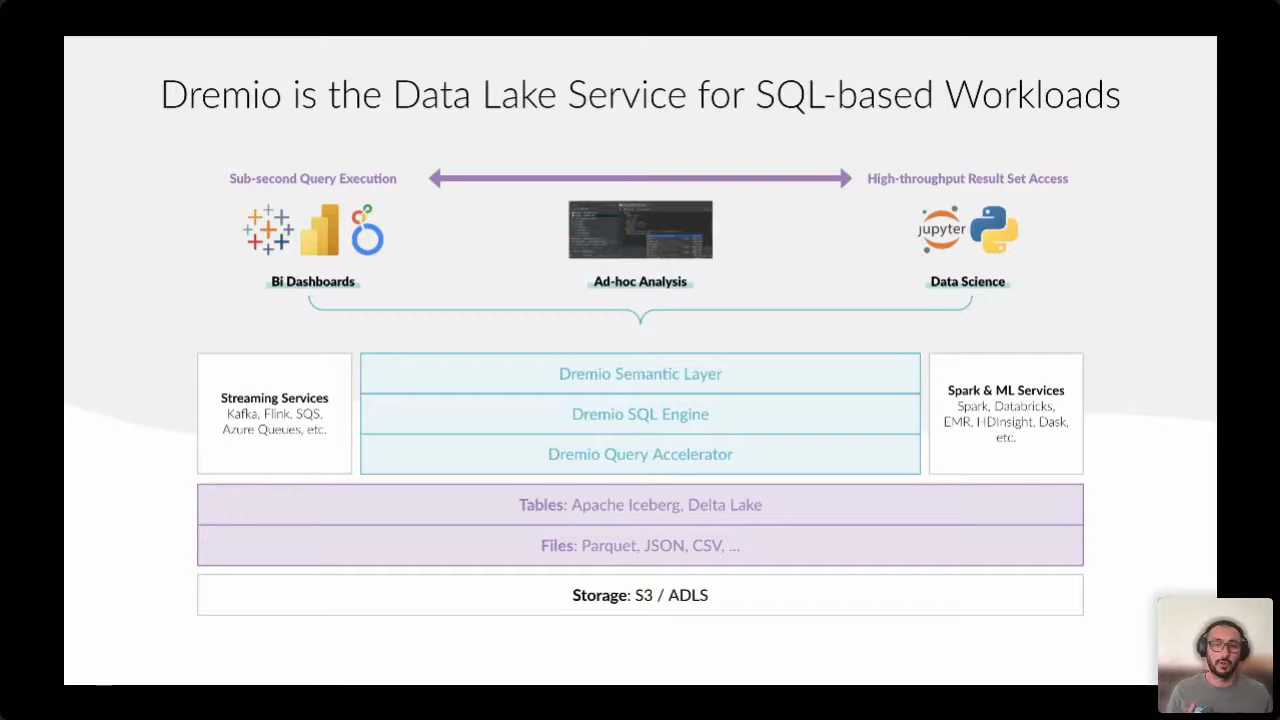 Dremio is the Data Lake Service for SQL-based Workloads
Sub-second Query Execution
High-throughput Result Set Access
jupyter
Bi Dashboards
Ad-hoc Analysis
Data Science
Streaming Services
Kafka, Flink, SQS,
Azure Queues, etc.
Dremio Semantic Layer
Dremio SQL Engine
Dremio Query Accelerator
Spark & ML Services
Spark, Databricks,
EMR, HDInsight, Dask,
etc.
Tables: Apache Iceberg, Delta Lake
Files: Parquet, JSON, CSV, ...
Storage: S3 / ADLS